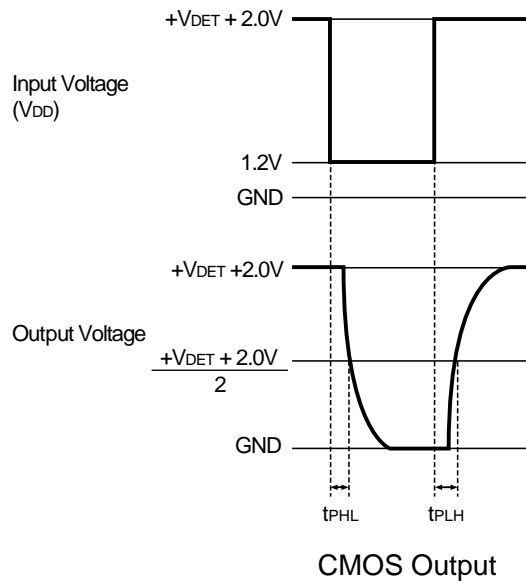 +VDET + 2.0V
Input Voltage
(VDD)
1.2V
GND
+VDET +2.0V
Output Voltage
+VDET + 2.0V
2
GND
tPHL
tPLH
CMOS Output